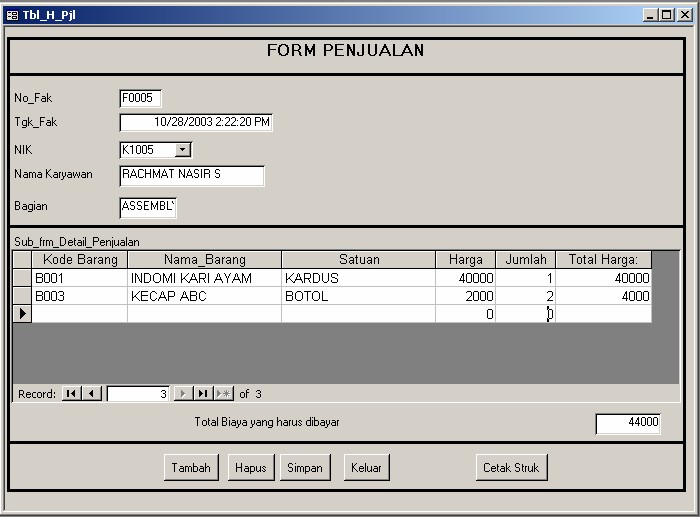 Tbl_H_Pjl
FORM PENJUALAN
No_Fak F0005
Tgk_Fak 10/28/2003 2:22:20 PM
NIK K1005
Nama Karyawan RACHMAT NASIR S
Bagian ASSEMBLY
Sub_frm_Detail_Penjualan
Kode Barang Nama_Barang Satuan Harga Jumlah Total Harga:
B001 INDOMI KARI AYAM KARDUS 40000 1 40000
B003 KECAP ABC BOTOL 2000 2 4000
0 0
Record: 3 of 3
Total Biaya yang harus dibayar 44000
Tambah Hapus Simpan Keluar Cetak Struk